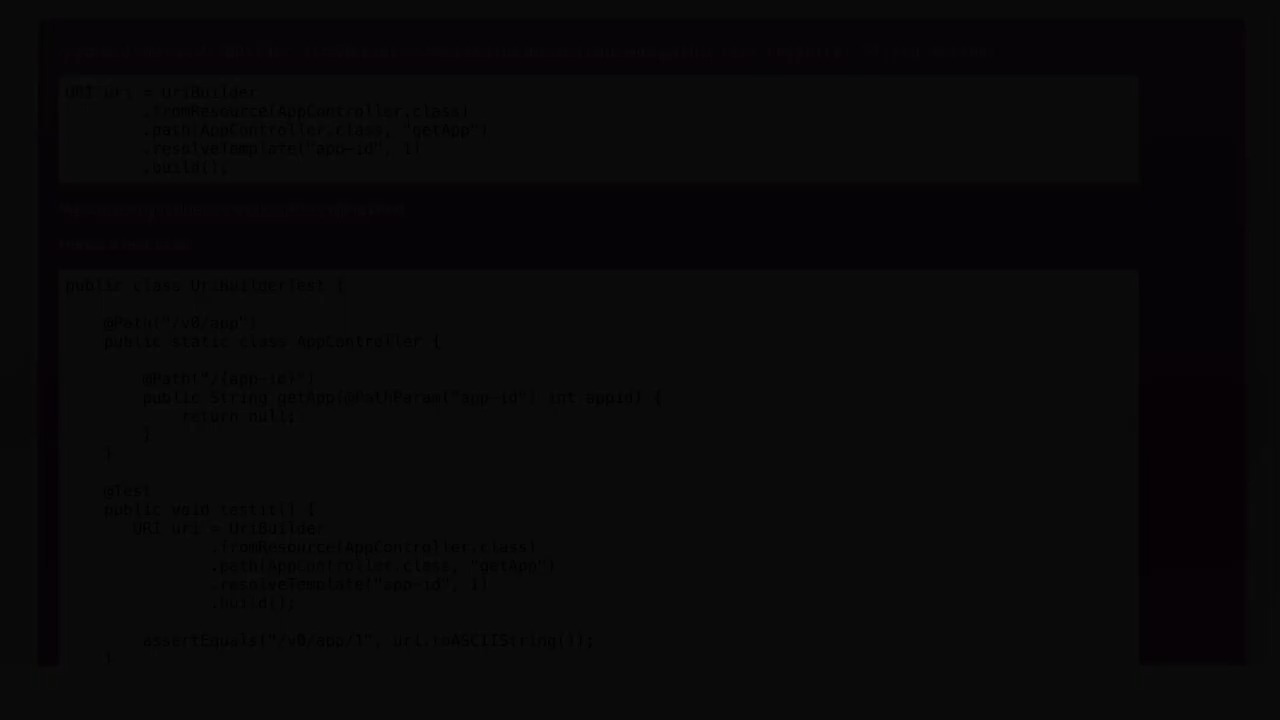 URI uri = UriBuilder
.fromResource(AppController.class)
.path(AppController.class, "getApp")
.resolveTemplate("app-id", 1)
.build();
public class UriBuilderTest {
@Path("/v0/app")
public static class AppController {
@Path("/{app-id}")
public String getApp(@PathParam("app-id") int appid) {
return null;
}
}
@Test
public void testit() {
URI uri = UriBuilder
.fromResource(AppController.class)
.path(AppController.class, "getApp")
.resolveTemplate("app-id", 1)
.build();
assertEquals("/v0/app/1", uri.toASCIIString());
}